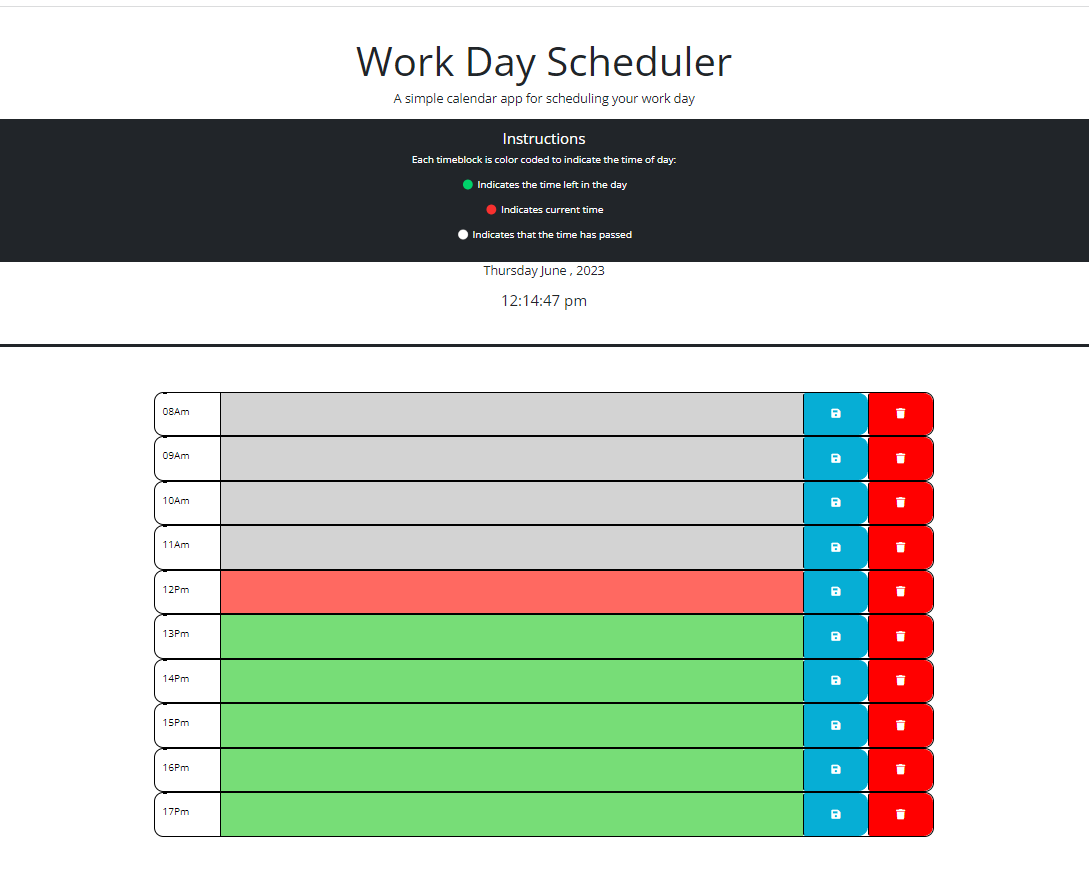 Work Day Scheduler
A simple calendar app for scheduling your work day
Instructions
Each timeblock is color coded to indicate the time of day:
Indicates the time left in the day
Indicates current time
Indicates that the time has passed
Thursday June , 2023
12:14:47 pm
08Am
09Am
10Am
11Am
12Pm
13Pm
14Pm
15Pm
16Pm
17Pm